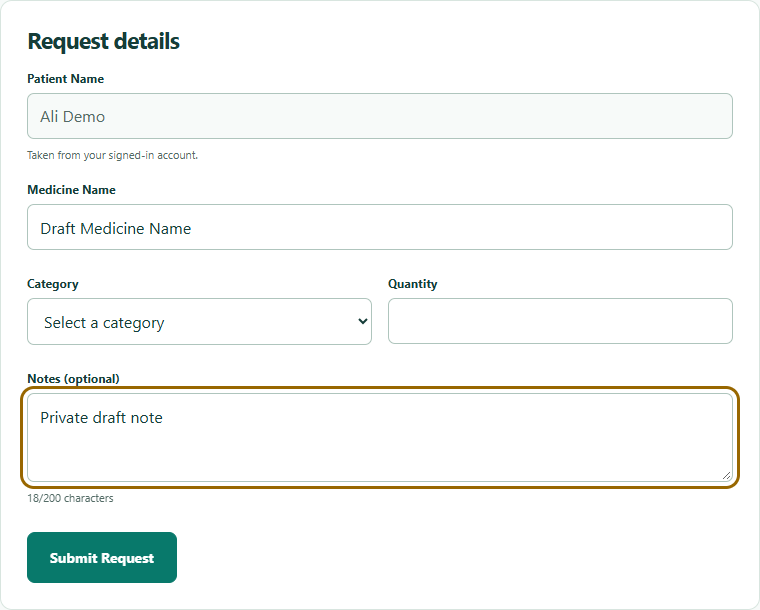 Request details
Patient Name
Ali Demo
Taken from your signed-in account.
Medicine Name
Draft Medicine Name
Category
Quantity
Select a category
Notes (optional)
Private draft note
18/200 characters
Submit Request